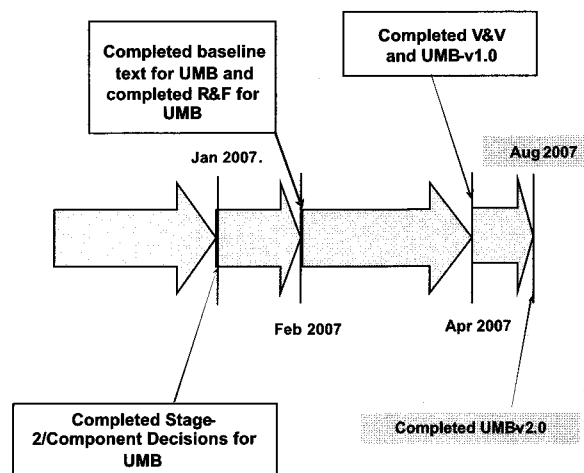 Completed baseline
text for UMB and
completed R&F for
UMB
Completed V&V
and UMB-v1.0
Jan 2007.
Aug 2007
Feb 2007
Apr 2007
Completed Stage-
2/Component Decisions for
UMB
Completed UMBv2.0